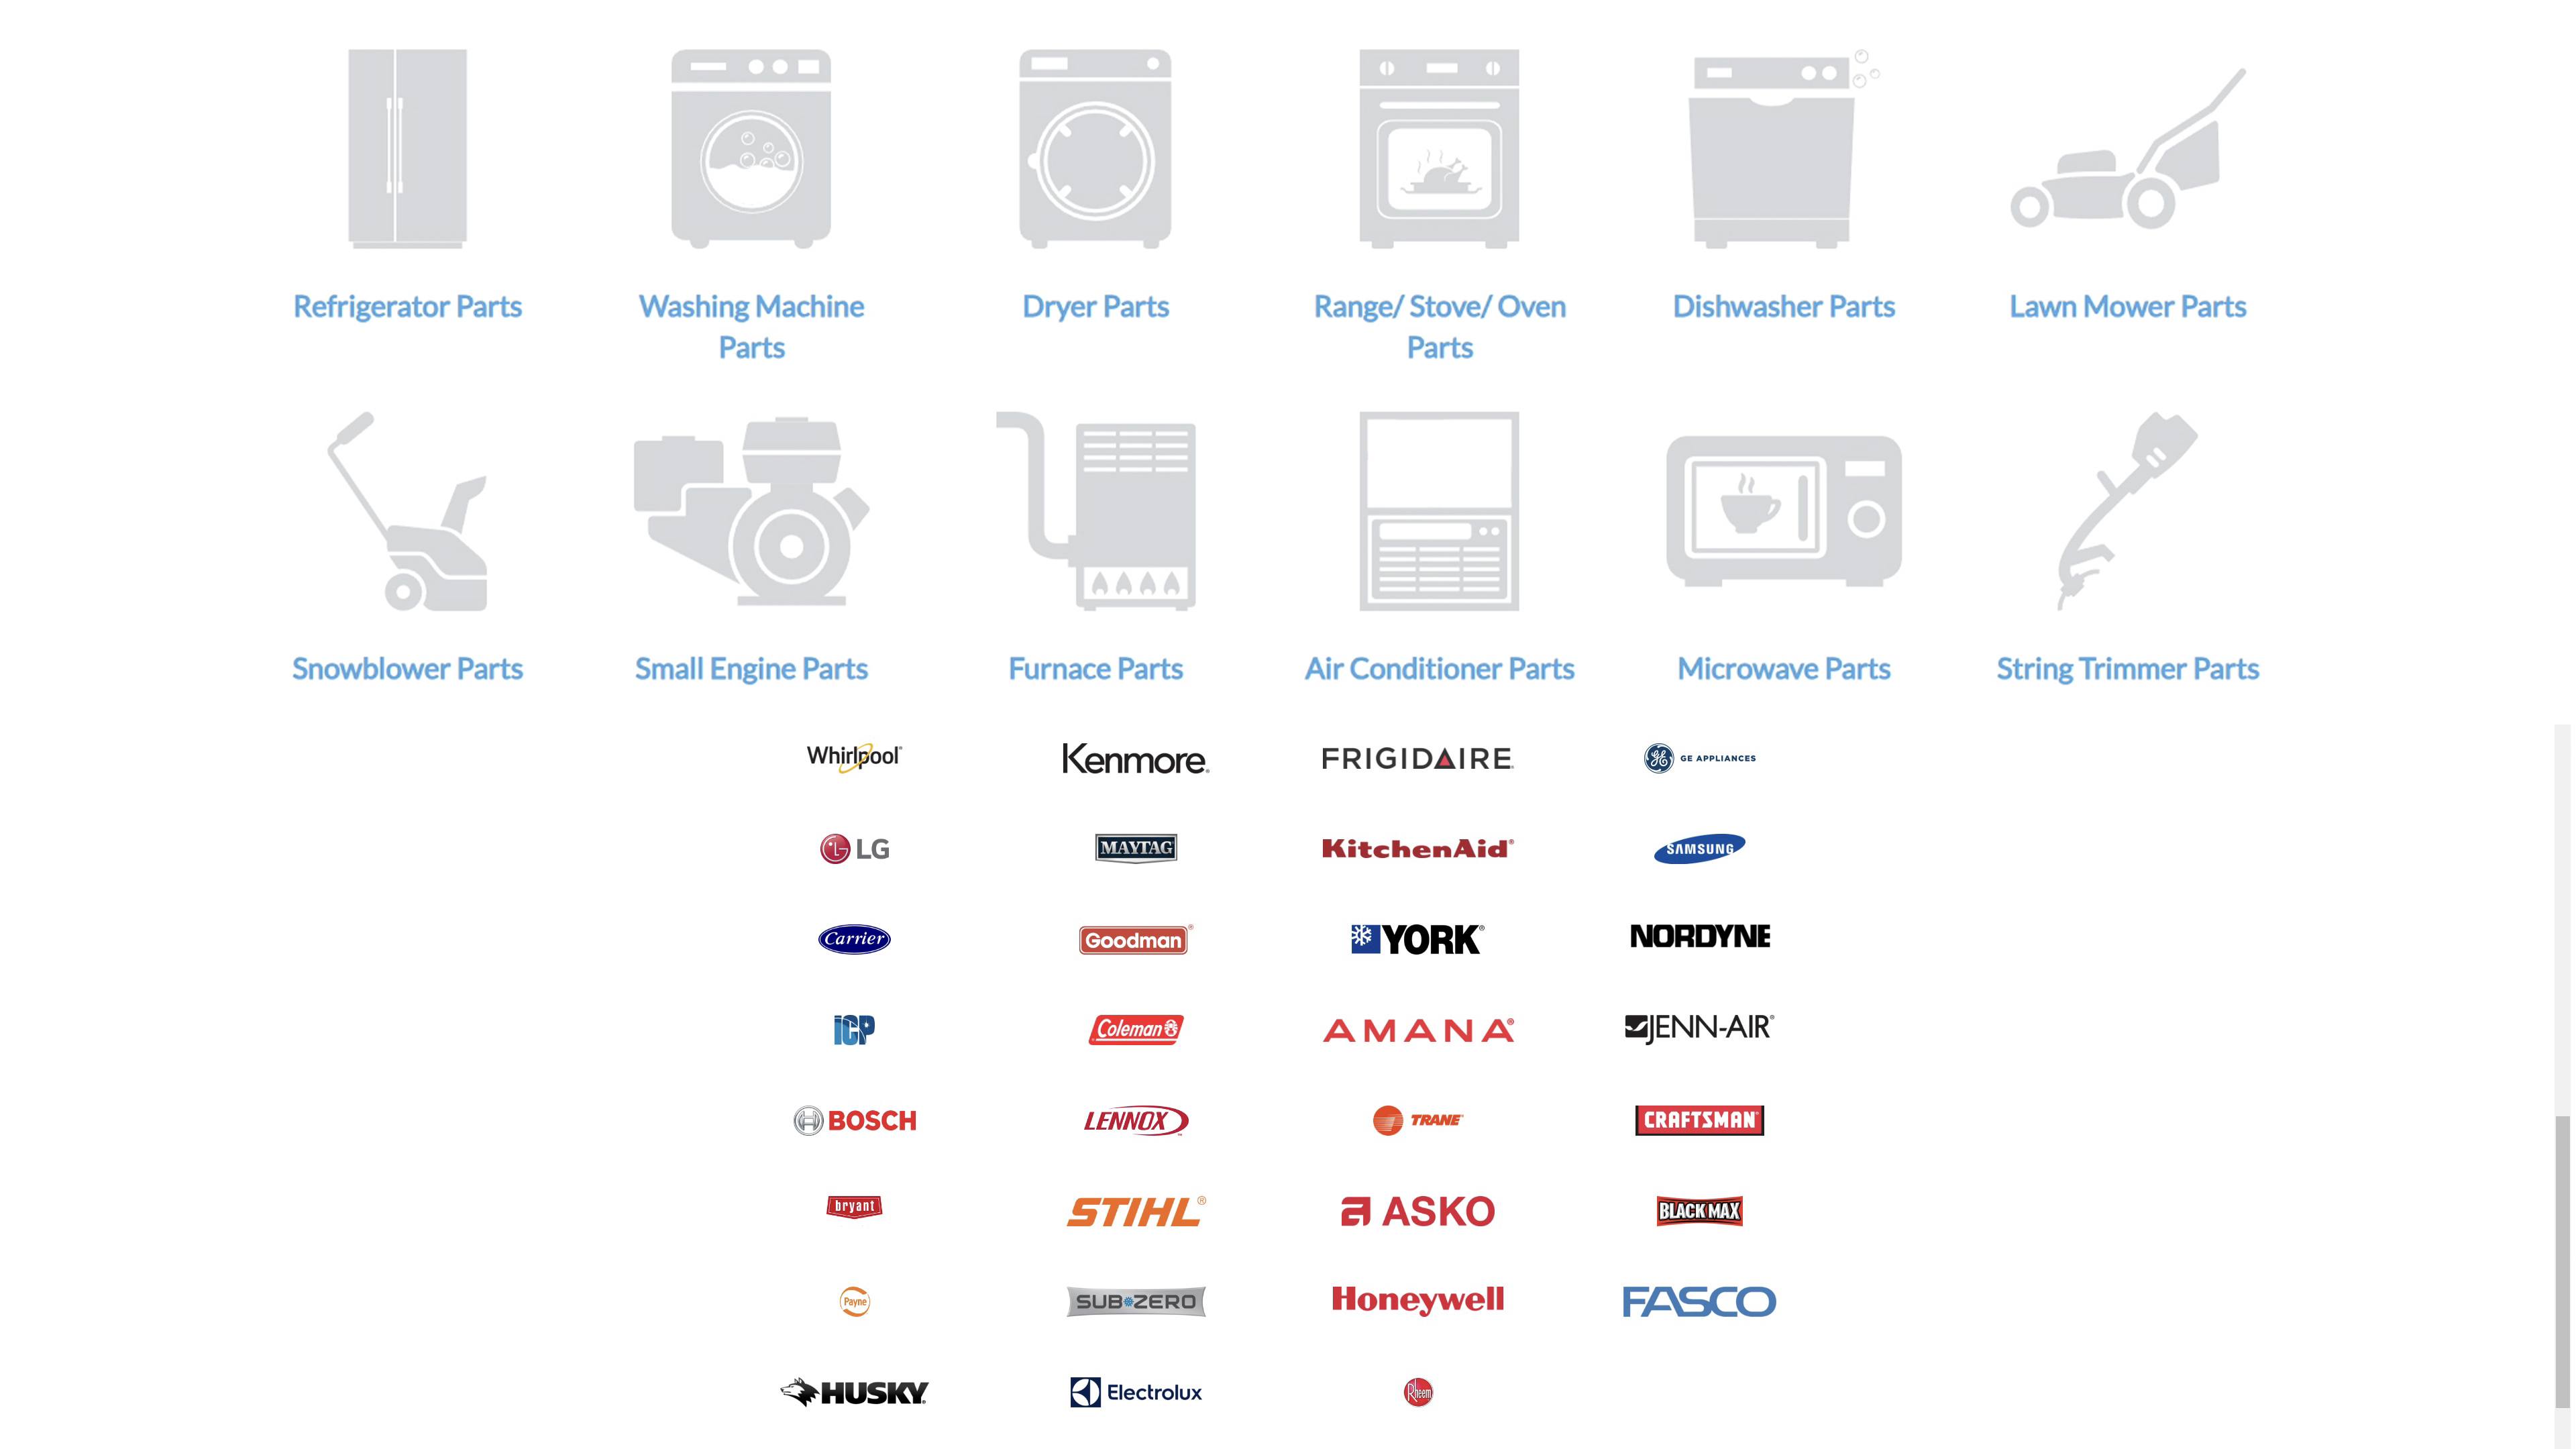 Refrigerator Parts
Washing Machine
Parts
Dryer Parts
Range/ Stove/ Oven
Parts
Dishwasher Parts
Lawn Mower Parts
Snowblower Parts
Small Engine Parts
Furnace Parts
Air Conditioner Parts
Microwave Parts
String Trimmer Parts
Whirlpool®
Kenmore®
FRIGIDAIRE®
GE GE APPLIANCES
LG
MAYTAG
KitchenAid®
SAMSUNG
Carrier
Goodman®
YORK®
NORDYNE
iCP
Coleman®
AMANA®
JENN-AIR®
BOSCH
LENNOX™
TRANE™
CRAFTSMAN®
bryant
STIHL®
a ASKO
BLACK MAX
Payne
SUB ZERO
Honeywell
FASCO
HUSKY®
Electrolux
Rheem